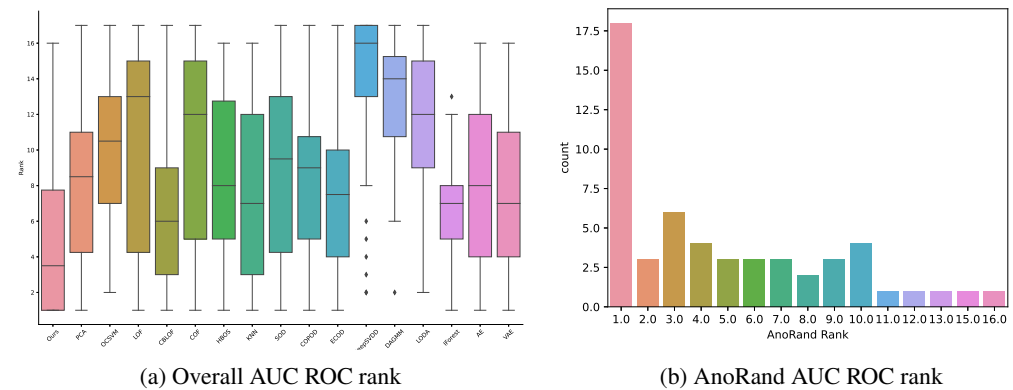 Rank
16
14
12
10
8
6
4
2
Ours
PCA
OCSVM
LOF
CBLOF
COF
HBOS
KNN
SOD
COPOD
ECOD
eepSVDD
DAGMM
LODA
IForest
AE
VAE
(a) Overall AUC ROC rank
count
17.5
15.0
12.5
10.0
7.5
5.0
2.5
0.0
1.0 2.0 3.0 4.0 5.0 6.0 7.0 8.0 9.0 10.0 11.0 12.0 13.0 15.0 16.0
AnoRand Rank
(b) AnoRand AUC ROC rank